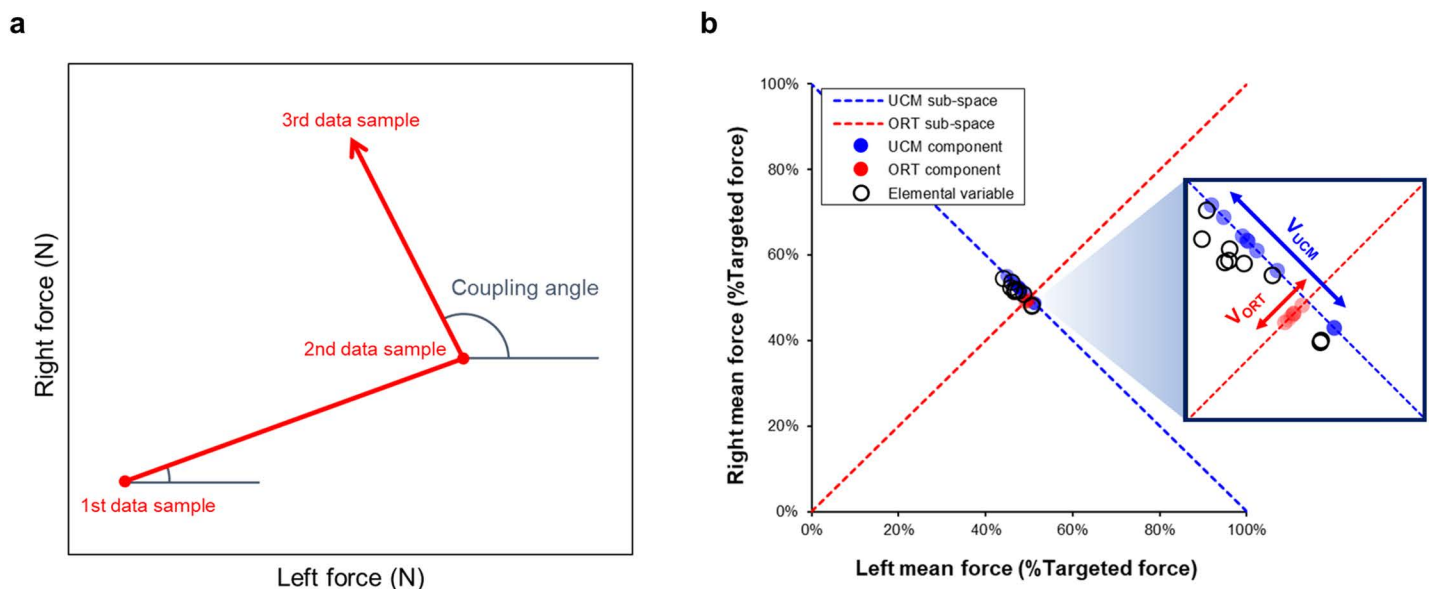 a
3rd data sample
Coupling angle
2nd data sample
1st data sample
Right force (N)
Left force (N)
b
100%
80%
60%
40%
20%
0%
0%
20%
40%
60%
80%
100%
Right mean force (%Targeted force)
Left mean force (%Targeted force)
UCM sub-space
ORT sub-space
UCM component
ORT component
Elemental variable
VUCM
VORT